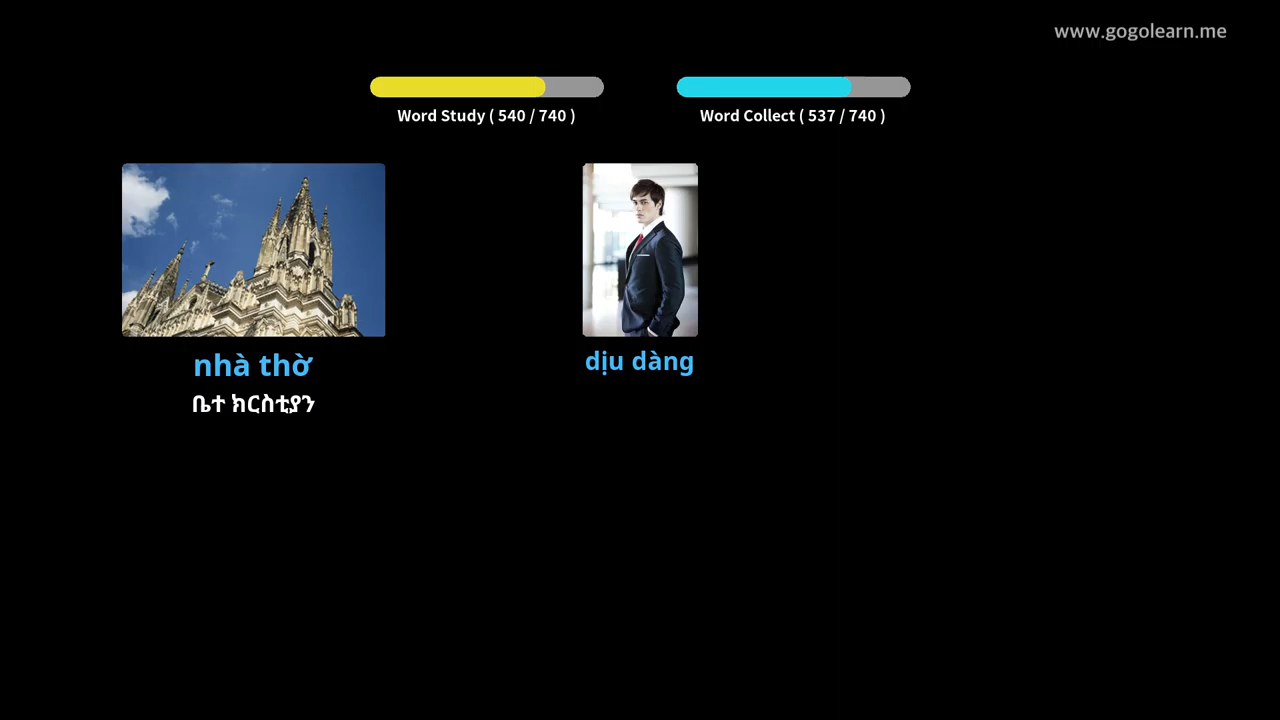 www.gogolearn.me
Word Study ( 540 / 740 )
Word Collect ( 537 / 740 )
nhà thờ
ቤተ ክርስቲያን
dịu dàng